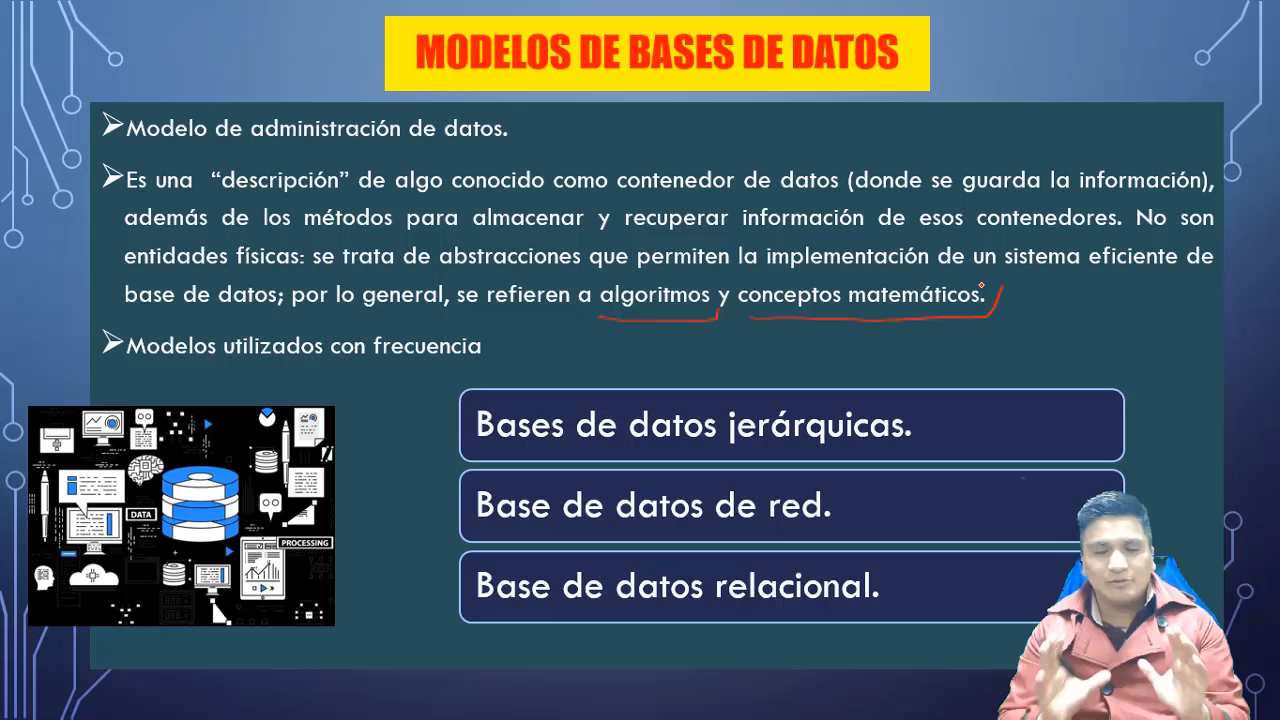 MODELOS DE BASES DE DATOS
Modelo de administración de datos.
Es una “descripción” de algo conocido como contenedor de datos (donde se guarda la información),
además de los métodos para almacenar y recuperar información de esos contenedores. No son
entidades físicas: se trata de abstracciones que permiten la implementación de un sistema eficiente de
base de datos; por lo general, se refieren a algoritmos y conceptos matemáticos.
Modelos utilizados con frecuencia
Bases de datos jerárquicas.
Base de datos de red.
Base de datos relacional.
DATA
PROCESSING